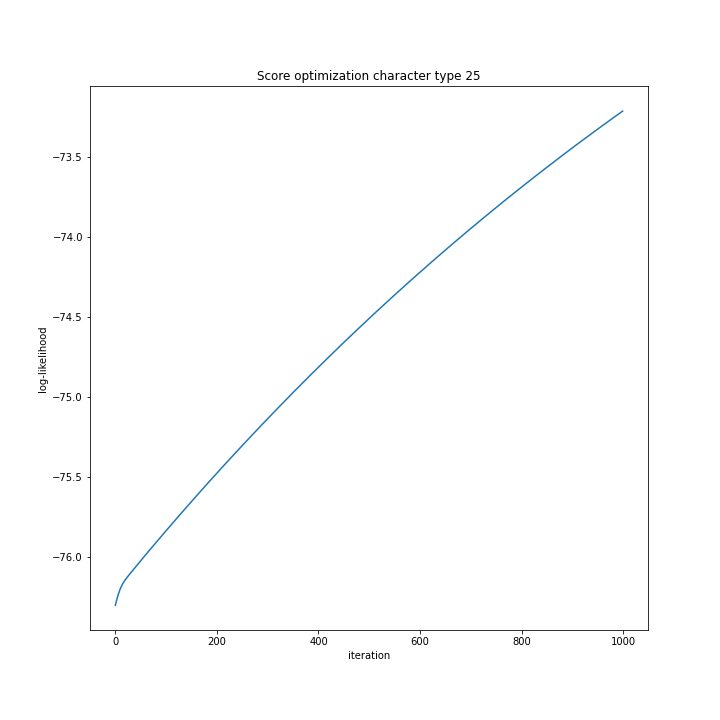 Score optimization character type 25
log-likelihood
−73.5
−74.0
−74.5
−75.0
−75.5
−76.0
0 200 400 600 800 1000
iteration